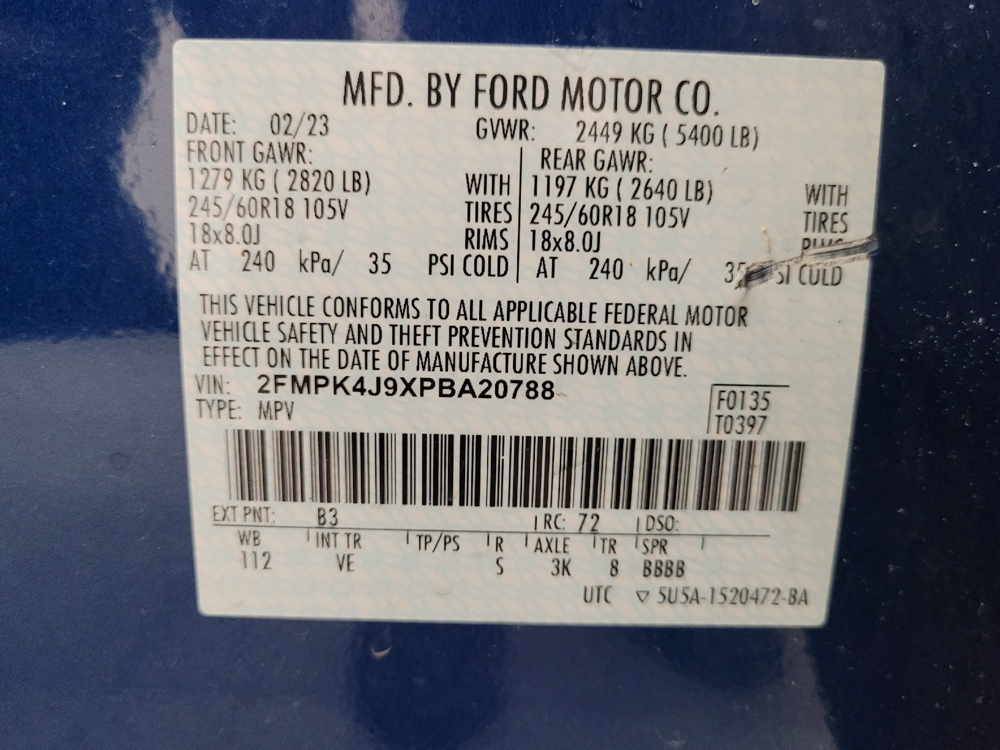 MFD. BY FORD MOTOR CO.
DATE: 02/23 GVWR: 2449 KG ( 5400 LB)
FRONT GAWR: REAR GAWR:
1279 KG ( 2820 LB) WITH 1197 KG ( 2640 LB) WITH
245/60R18 105V TIRES 245/60R18 105V TIRES
18x8.0J RIMS 18x8.0J RIMS
AT 240 kPa/ 35 PSI COLD AT 240 kPa/ 35 PSI COLD
THIS VEHICLE CONFORMS TO ALL APPLICABLE FEDERAL MOTOR
VEHICLE SAFETY AND THEFT PREVENTION STANDARDS IN
EFFECT ON THE DATE OF MANUFACTURE SHOWN ABOVE.
VIN: 2FMPK4J9XPBA20788
F0135
TYPE: MPV
T0397
EXT PNT: B3 RC: 72 DSO:
WB INT TR TP/PS R AXLE TR SPR
112 VE S 3K 8 BBBB
UTC ▽ 5U5A-1520472-BA